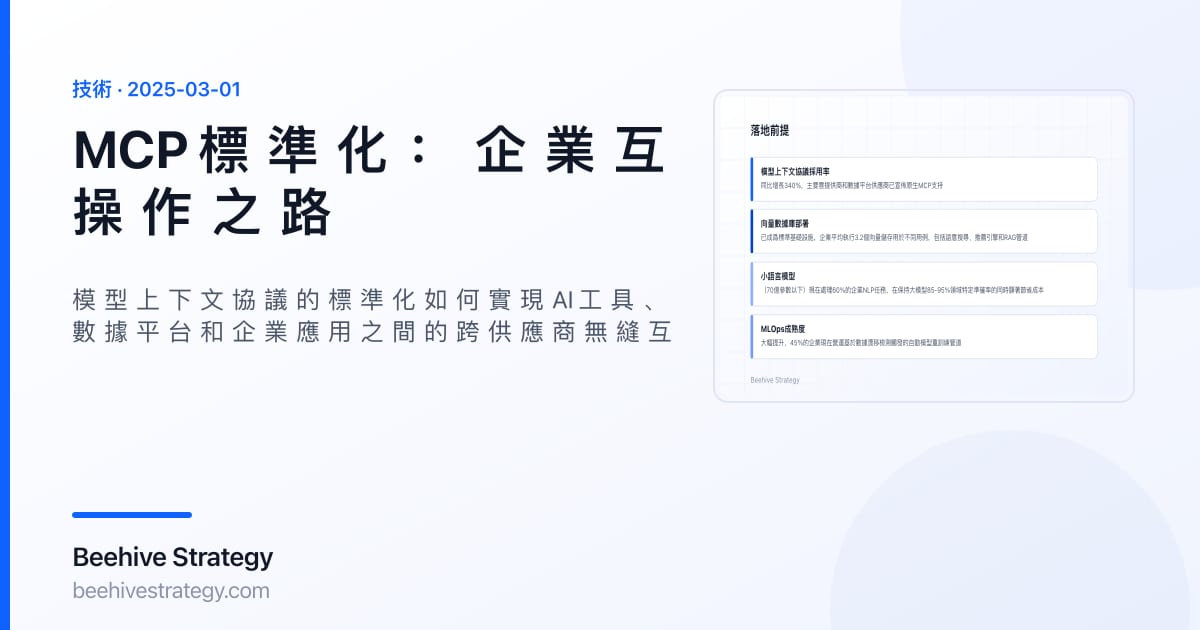 技術 · 2025-03-01
MCP標準化： 企業互
操作之路
模型上下文協議的標準化如何實現AI工具、
數據平台和企業應用之間的跨供應商無縫互
Beehive Strategy
beehivestrategy.com
落地前提
模型上下文協議採用率
同比增長340%，主要雲提供商和數據平台供應商已宣佈原生MCP支持
向量數據庫部署
已成為標準基礎設施，企業平均執行3.2個向量儲存用於不同用例，包括語意搜尋、推薦引擎和RAG管道
小語言模型
（70億參數以下）現在處理60%的企業NLP任務，在保持大模型85-95%領域特定準確率的同時顯著節省成本
MLOps成熟度
大幅提升，45%的企業現在營運基於數據漂移檢測觸發的自動模型重訓練管道
Beehive Strategy